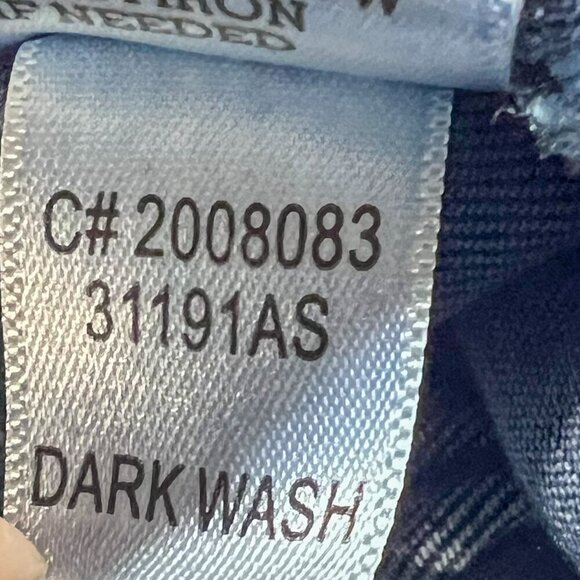 IRON
IF NEEDED
W
C# 2008083
31191AS
DARK WASH